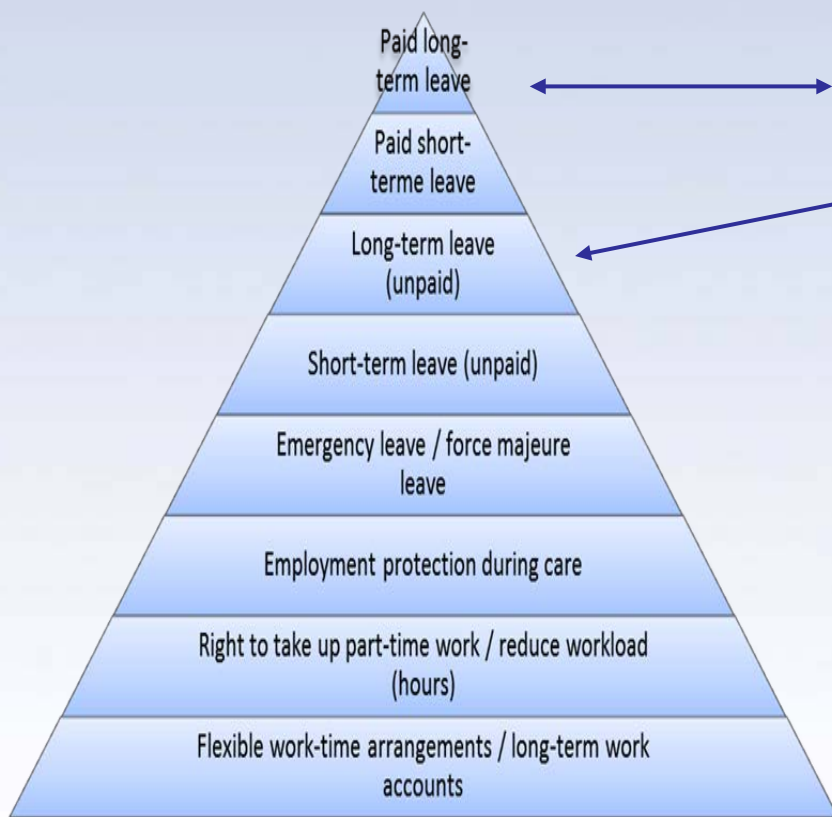 Paid long-
term leave
Paid short-
terme leave
Long-term leave
(unpaid)
Short-term leave (unpaid)
Emergency leave / force majeure
leave
Employment protection during care
Right to take up part-time work / reduce workload
(hours)
Flexible work-time arrangements / long-term work
accounts